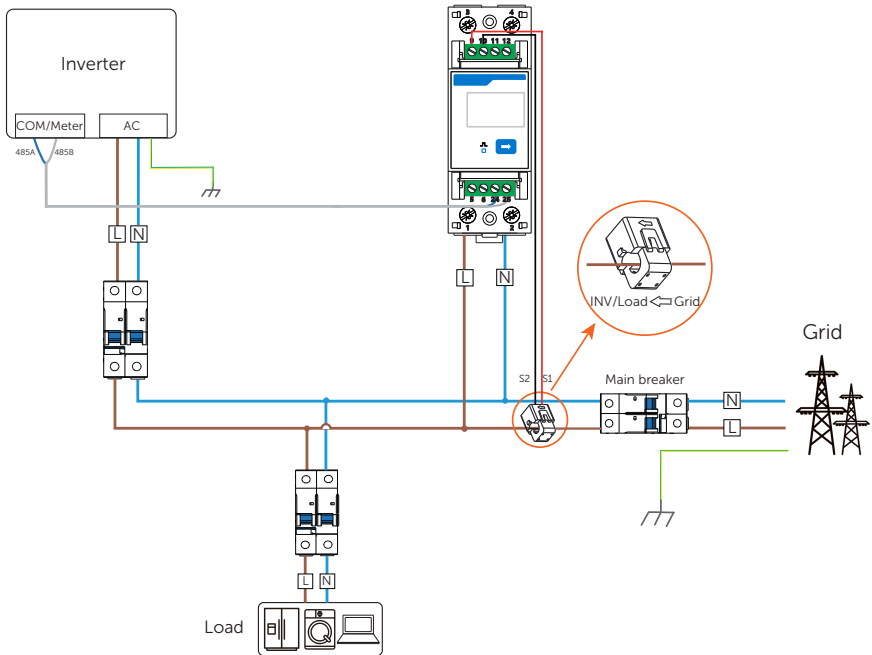 3 4
9 10 11 12
Inverter
COM/Meter AC
485A 485B
5 6 24 25
1 2
L N
L N
INV/Load Grid
Grid
S2 S1
Main breaker
N
L
L N
Load